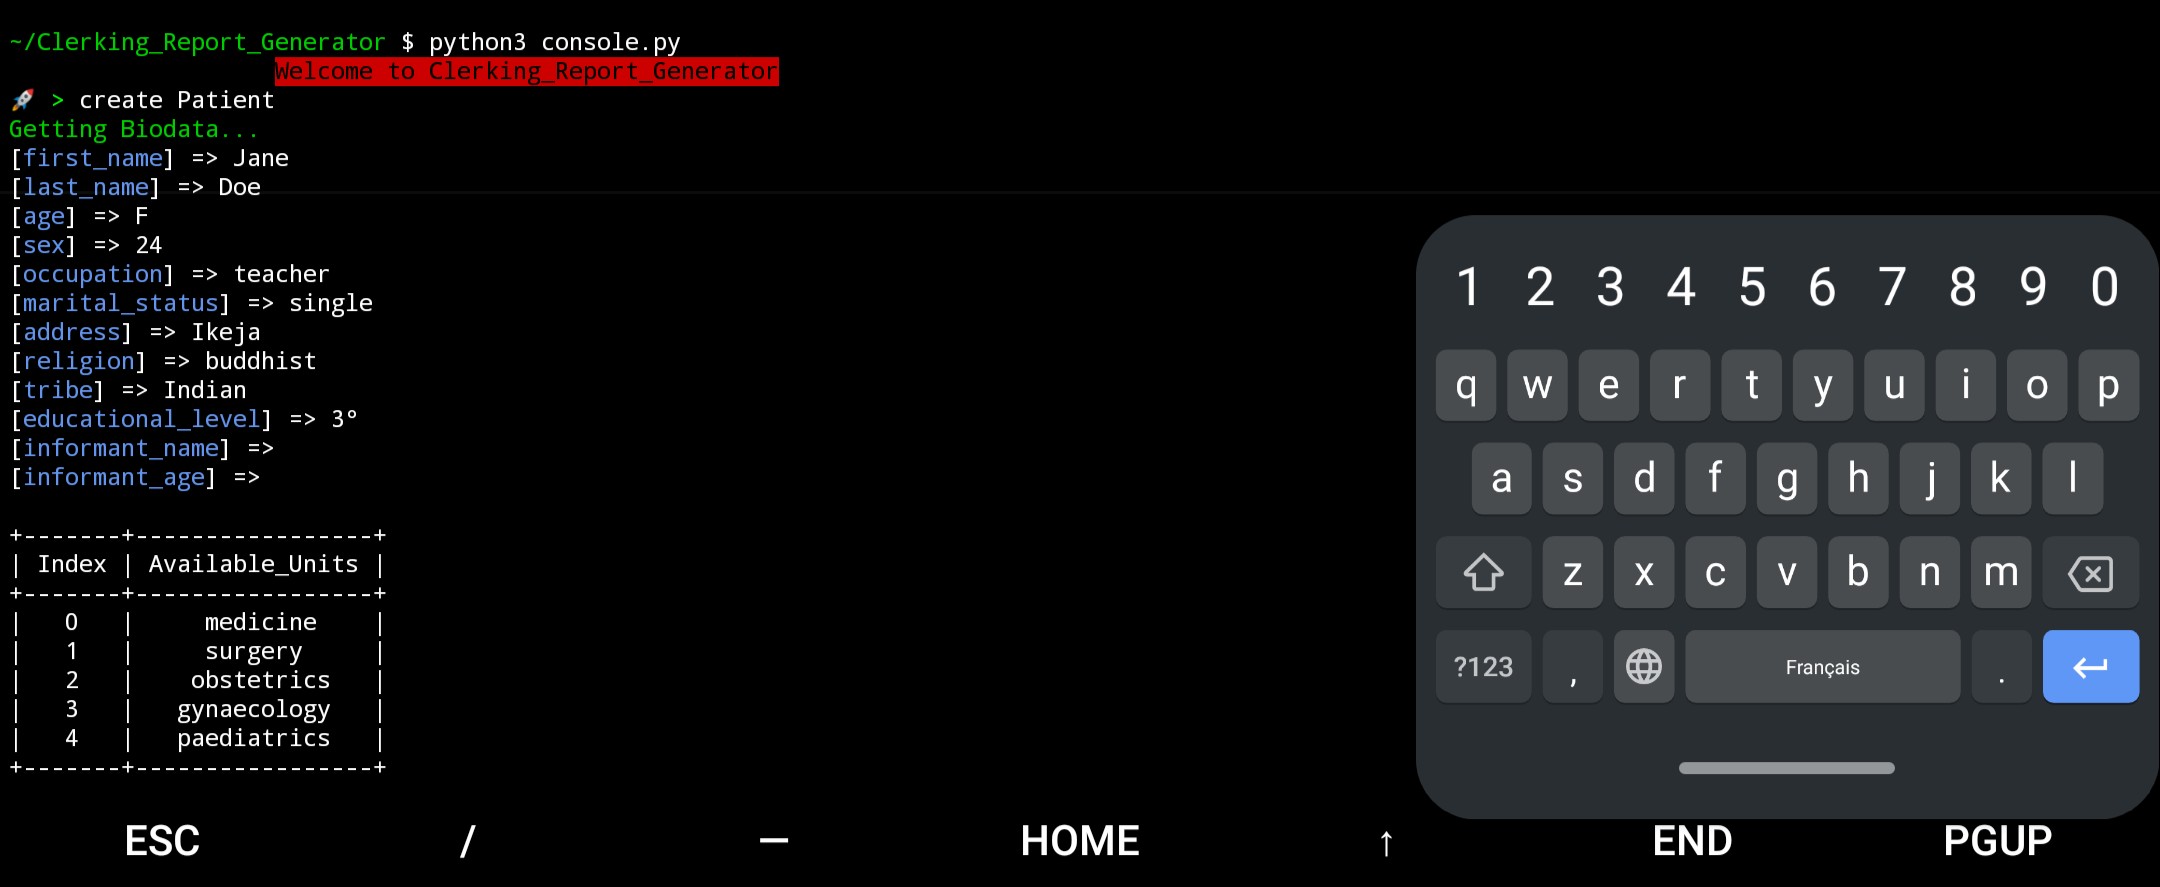 ~/Clerking_Report_Generator $ python3 console.py
Welcome to Clerking_Report_Generator
🚀 > create Patient
Getting Biodata...
[first_name] => Jane
[last_name] => Doe
[age] => F
[sex] => 24
[occupation] => teacher
[marital_status] => single
[address] => Ikeja
[religion] => buddhist
[tribe] => Indian
[educational_level] => 3°
[informant_name] =>
[informant_age] =>
+-------+-----------------+
| Index | Available_Units |
+-------+-----------------+
| 0 | medicine |
| 1 | surgery |
| 2 | obstetrics |
| 3 | gynaecology |
| 4 | paediatrics |
+-------+-----------------+
1 2 3 4 5 6 7 8 9 0
q w e r t y u i o p
a s d f g h j k l
z x c v b n m
?123 , Français .
ESC / — HOME ↑ END PGUP